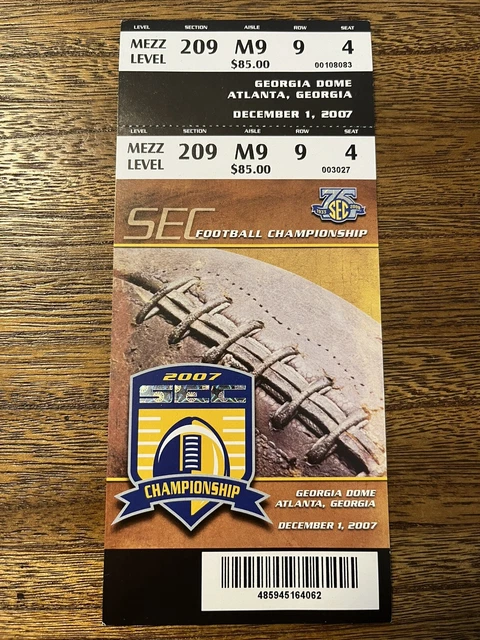 LEVEL SECTION AISLE ROW SEAT
MEZZ LEVEL 209 M9 9 4
$85.00 00108083
GEORGIA DOME
ATLANTA, GEORGIA
DECEMBER 1, 2007
LEVEL SECTION AISLE ROW SEAT
MEZZ LEVEL 209 M9 9 4
$85.00 003027
75
SEC
SEC FOOTBALL CHAMPIONSHIP
2007
SEC
CHAMPIONSHIP
GEORGIA DOME
ATLANTA, GEORGIA
DECEMBER 1, 2007
485945164062